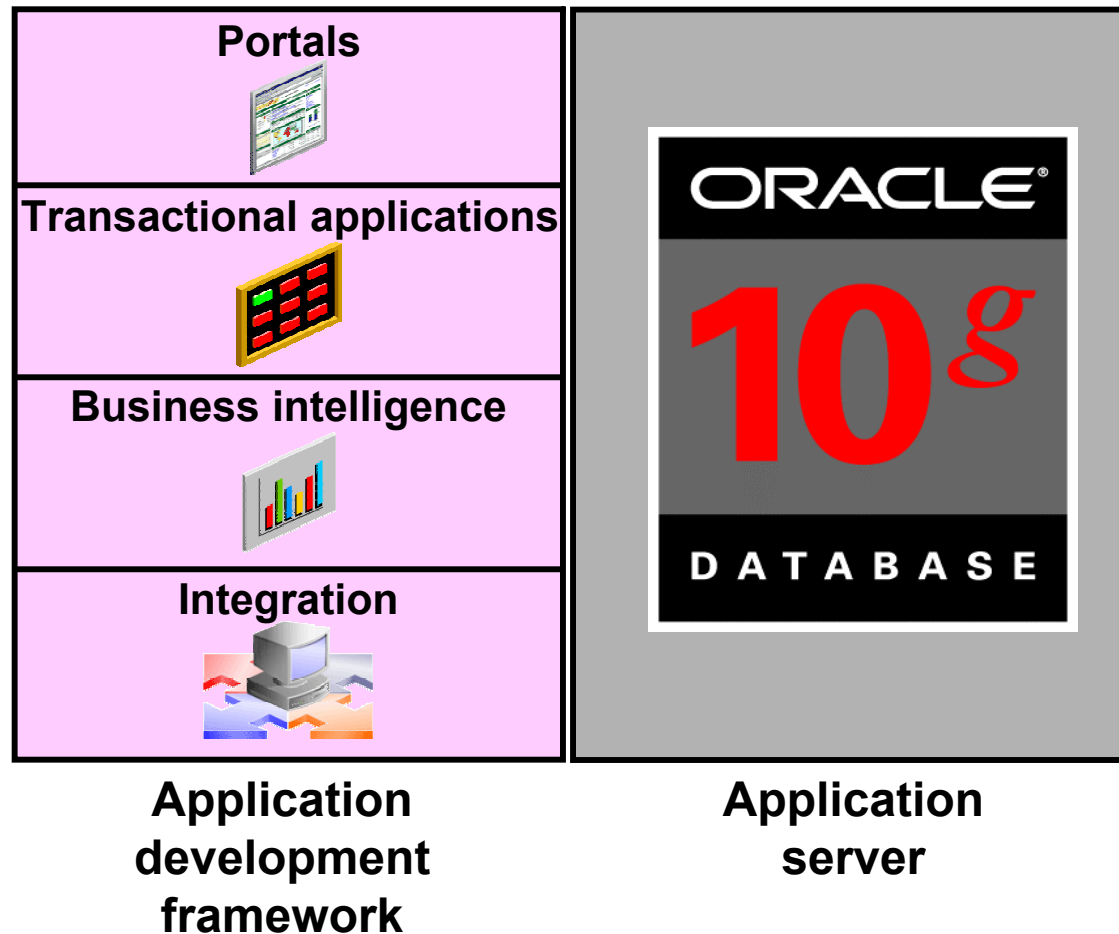 Portals
Transactional applications
Business intelligence
Integration
Application
development
framework
ORACLE®
10g
DATABASE
Application
server